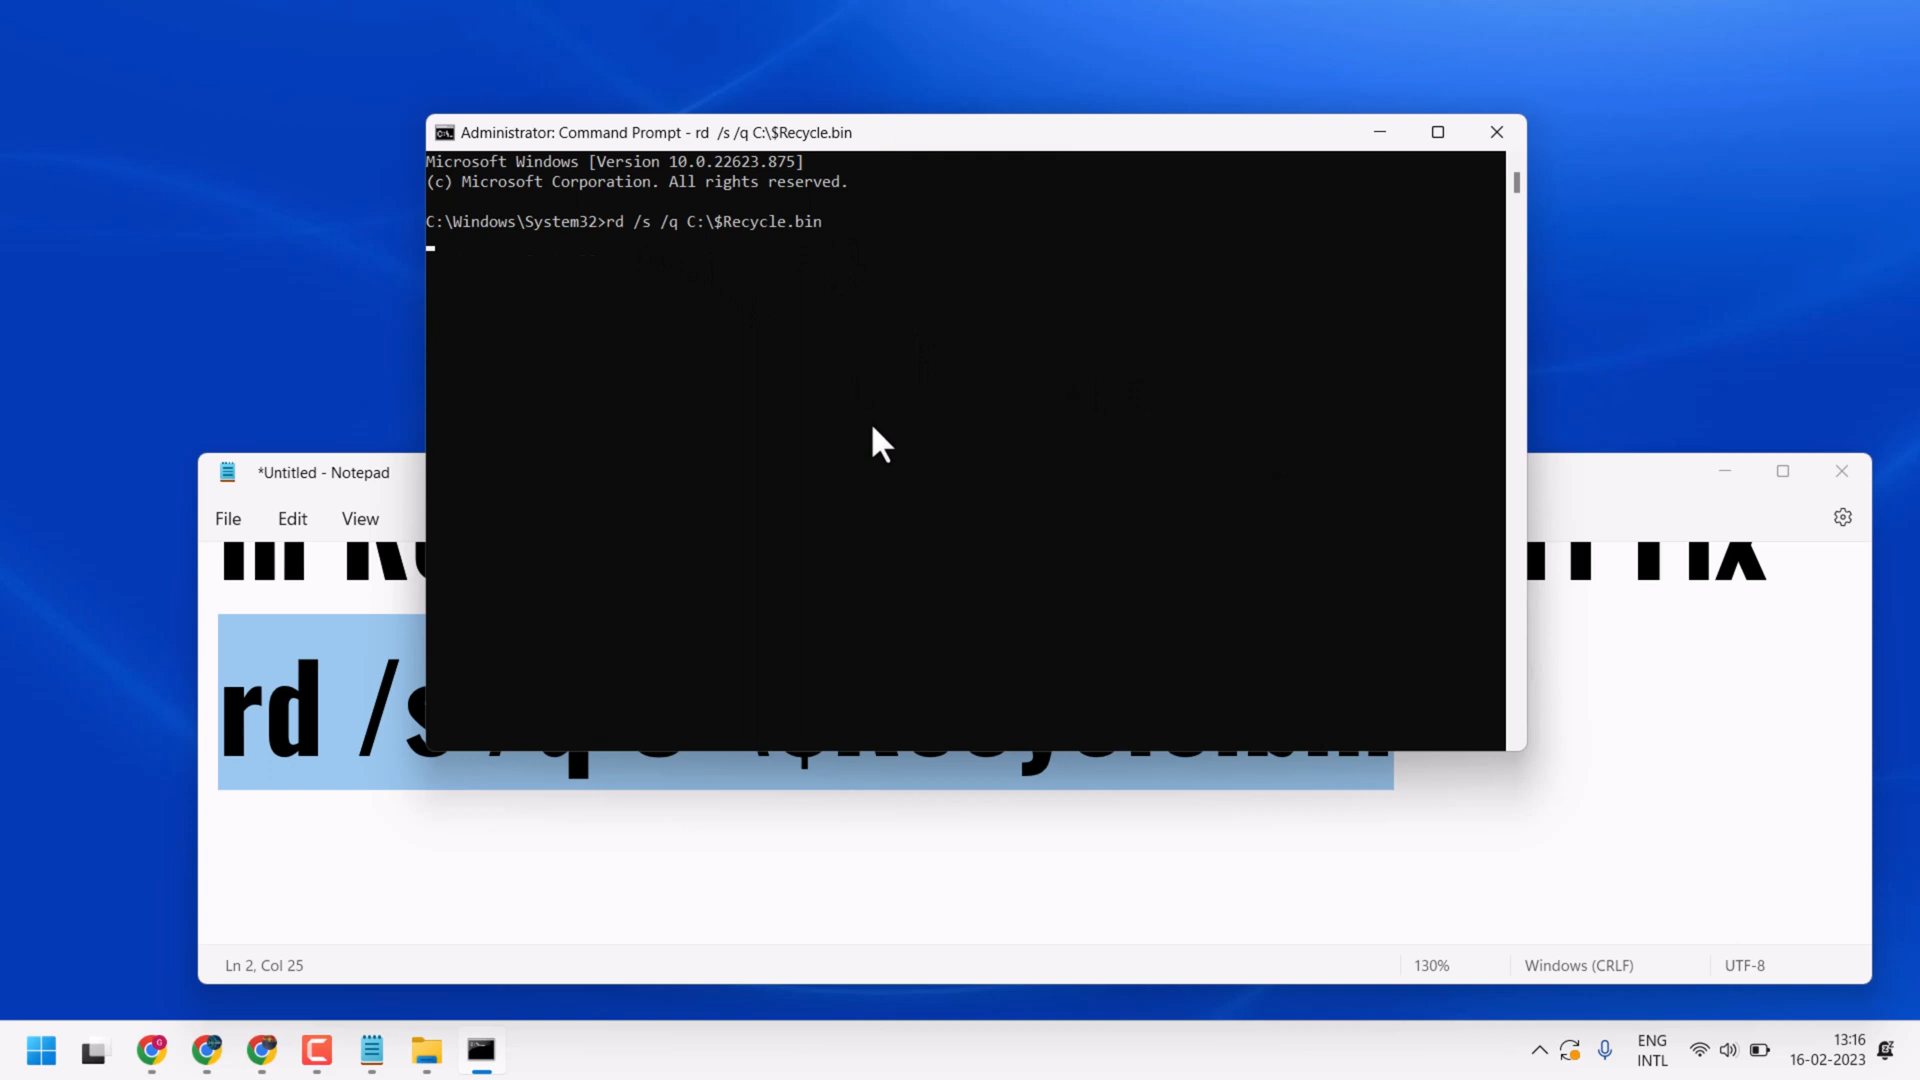 Administrator: Command Prompt - rd  /s /q C:\$Recycle.bin
Microsoft Windows [Version 10.0.22623.875]
(c) Microsoft Corporation. All rights reserved.
C:\Windows\System32>rd /s /q C:\$Recycle.bin
*Untitled - Notepad
File Edit View
rd /s /q C:\$Recycle.bin
Ln 2, Col 25
130%
Windows (CRLF)
UTF-8
ENG
INTL
13:16
16-02-2023